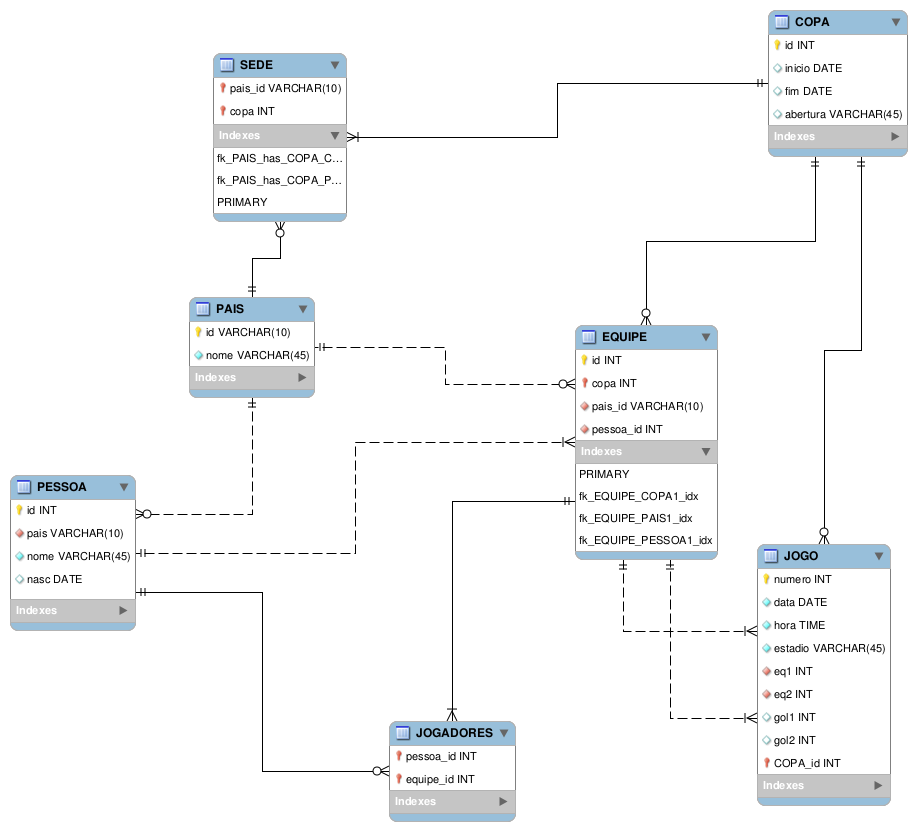 COPA
id INT
inicio DATE
fim DATE
abertura VARCHAR(45)
Indexes
SEDE
pais_id VARCHAR(10)
copa INT
Indexes
fk_PAIS_has_COPA_C...
fk_PAIS_has_COPA_P...
PRIMARY
PAIS
id VARCHAR(10)
nome VARCHAR(45)
Indexes
EQUIPE
id INT
copa INT
pais_id VARCHAR(10)
pessoa_id INT
Indexes
PRIMARY
fk_EQUIPE_COPA1_idx
fk_EQUIPE_PAIS1_idx
fk_EQUIPE_PESSOA1_idx
PESSOA
id INT
pais VARCHAR(10)
nome VARCHAR(45)
nasc DATE
Indexes
JOGO
numero INT
data DATE
hora TIME
estadio VARCHAR(45)
eq1 INT
eq2 INT
gol1 INT
gol2 INT
COPA_id INT
Indexes
JOGADORES
pessoa_id INT
equipe_id INT
Indexes